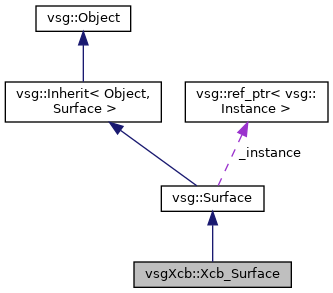 vsg::Object
vsg::Inherit< Object,
Surface >
vsg::ref_ptr< vsg::
Instance >
_instance
vsg::Surface
vsgXcb::Xcb_Surface